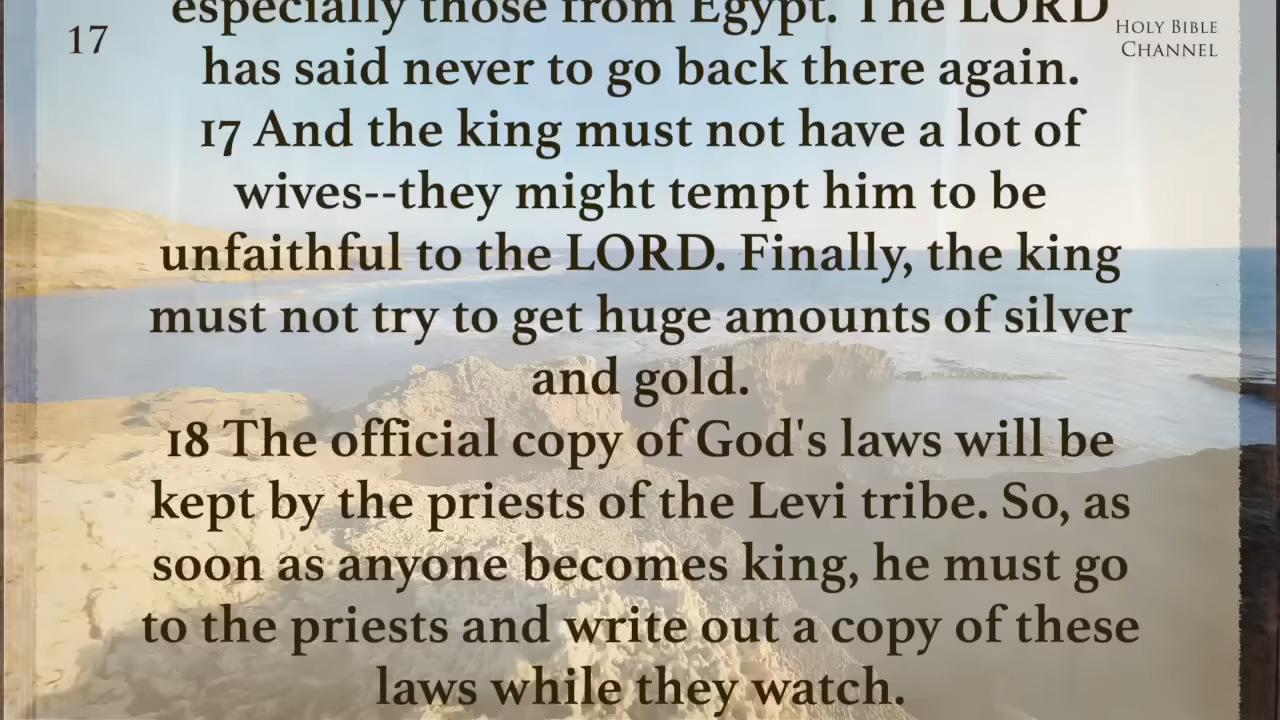 especially those from Egypt. The LORD
17
HOLY BIBLE
CHANNEL
has said never to go back there again.
17 And the king must not have a lot of
wives--they might tempt him to be
unfaithful to the LORD. Finally, the king
must not try to get huge amounts of silver
and gold.
18 The official copy of God's laws will be
kept by the priests of the Levi tribe. So, as
soon as anyone becomes king, he must go
to the priests and write out a copy of these
laws while they watch.